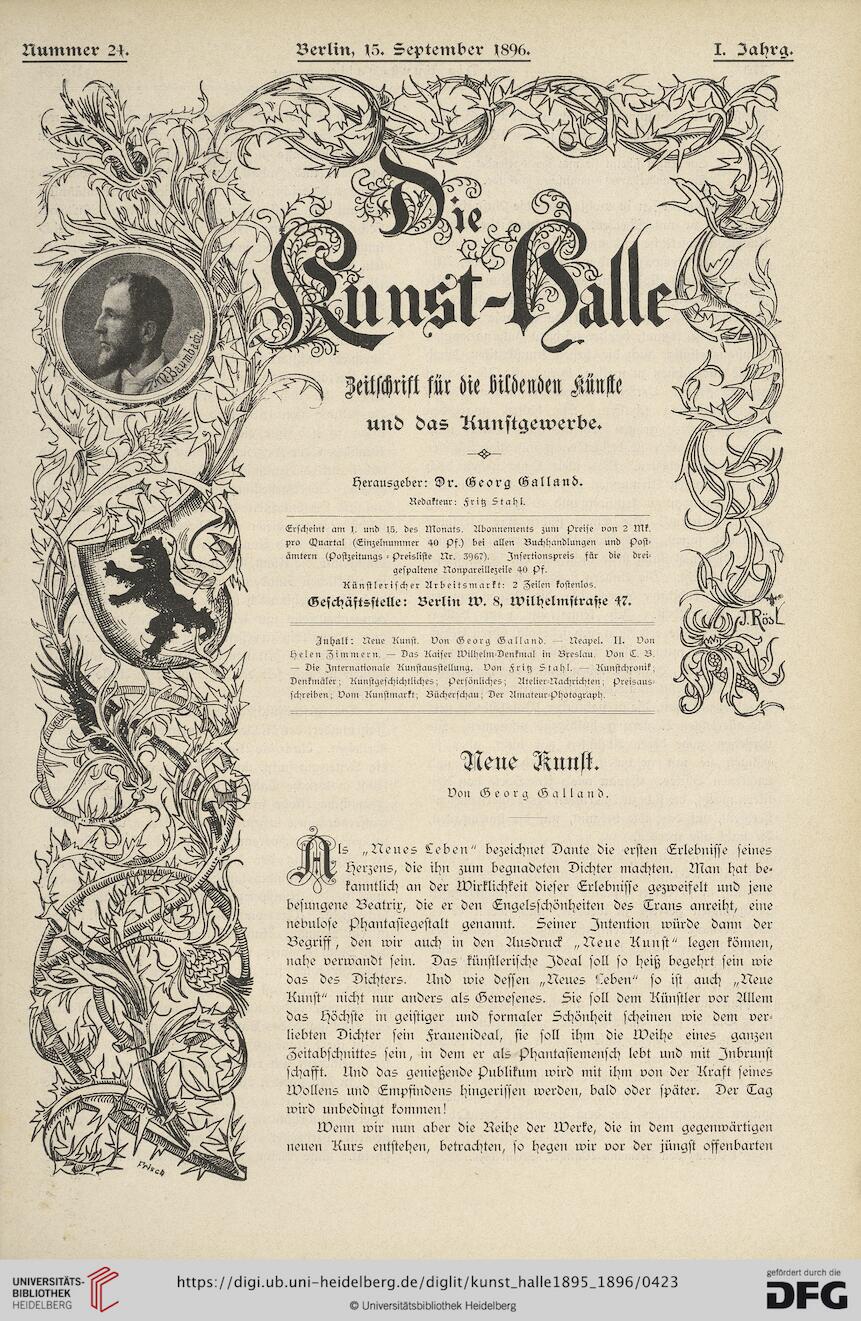 Nummer 24.
Berlin, 15. September 1896.
I. Jahrg.
Die
Kunst-Halle
Zeitschrift für die bildenden Künste
und das Kunstgewerbe.
Herausgeber: Dr. Georg Galland.
Redakteur: Fritz Stahl.
Erscheint am 1. und 15. des Monats. Abonnements zum Preise von 2 Mk.
pro Quartal (Einzelnummer 40 Pf.) bei allen Buchhandlungen und Post-
ämtern (Postzeitungs-Preisliste Nr. 3967). Insertionspreis für die drei-
gespaltene Nonpareillezeile 40 Pf.
Künstlerischer Arbeitsmarkt: 2 Zeilen kostenlos.
Geschäftsstelle: Berlin W. 8, Wilhelmstraße 47.
Inhalt: Neue Kunst. Von Georg Galland. — Neapel. II. Von
Helen Zimmern. — Das Kaiser Wilhelm-Denkmal in Breslau. Von C. B.
— Die Internationale Kunstausstellung. Von Fritz Stahl. — Kunstchronik;
Denkmäler; Kunstgeschichtliches; Persönliches; Atelier-Nachrichten; Preisaus-
schreiben; Vom Kunstmarkt; Bücherschau; Der Amateur-Photograph.
K. Baumbach
J. Rösl
Neue Kunst.
Von Georg Galland.
Als „Neues Leben" bezeichnet Dante die ersten Erlebnisse seines
Herzens, die ihn zum begnadeten Dichter machten. Man hat be-
kanntlich an der Wirklichkeit dieser Erlebnisse gezweifelt und jene
besungene Beatrix, die er den Engelsschönheiten des Trans anreiht, eine
nebulose Phantasiegestalt genannt. Seiner Intention würde dann der
Begriff, den wir auch in den Ausdruck „Neue Kunst" legen können,
nahe verwandt sein. Das künstlerische Ideal soll so heiß begehrt sein wie
das des Dichters. Und wie dessen „Neues Leben" so ist auch „Neue
Kunst" nicht nur anders als Gewesenes. Sie soll dem Künstler vor Allem
das Höchste in geistiger und formaler Schönheit scheinen wie dem ver-
liebten Dichter sein Frauenideal, sie soll ihm die Weihe eines ganzen
Zeitabschnittes sein, in dem er als Phantasiemensch lebt und mit Inbrunst
schafft. Und das genießende Publikum wird mit ihm von der Kraft seines
Wollens und Empfindens hingerissen werden, bald oder später. Der Tag
wird unbedingt kommen!
Wenn wir nun aber die Reihe der Werke, die in dem gegenwärtigen
neuen Kurs entstehen, betrachten, so hegen wir vor der jüngst offenbarten
Frisch
UNIVERSITÄTS-
BIBLIOTHEK
HEIDELBERG
https://digi.ub.uni-heidelberg.de/diglit/kunst_halle1895_1896/0423
© Universitätsbibliothek Heidelberg
gefördert durch die
DFG